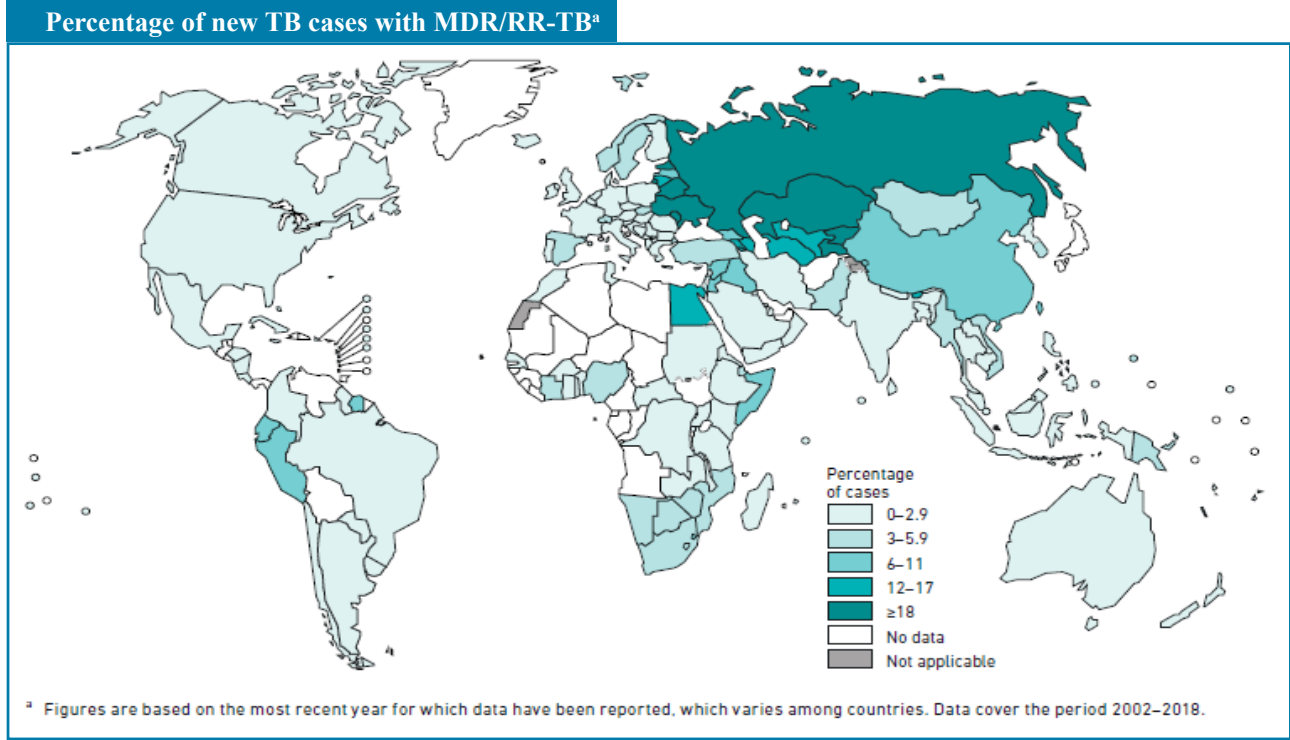 Percentage of new TB cases with MDR/RR-TBᵃ
Percentage
of cases
0–2.9
3–5.9
6–11
12–17
≥18
No data
Not applicable
ᵃ Figures are based on the most recent year for which data have been reported, which varies among countries. Data cover the period 2002–2018.